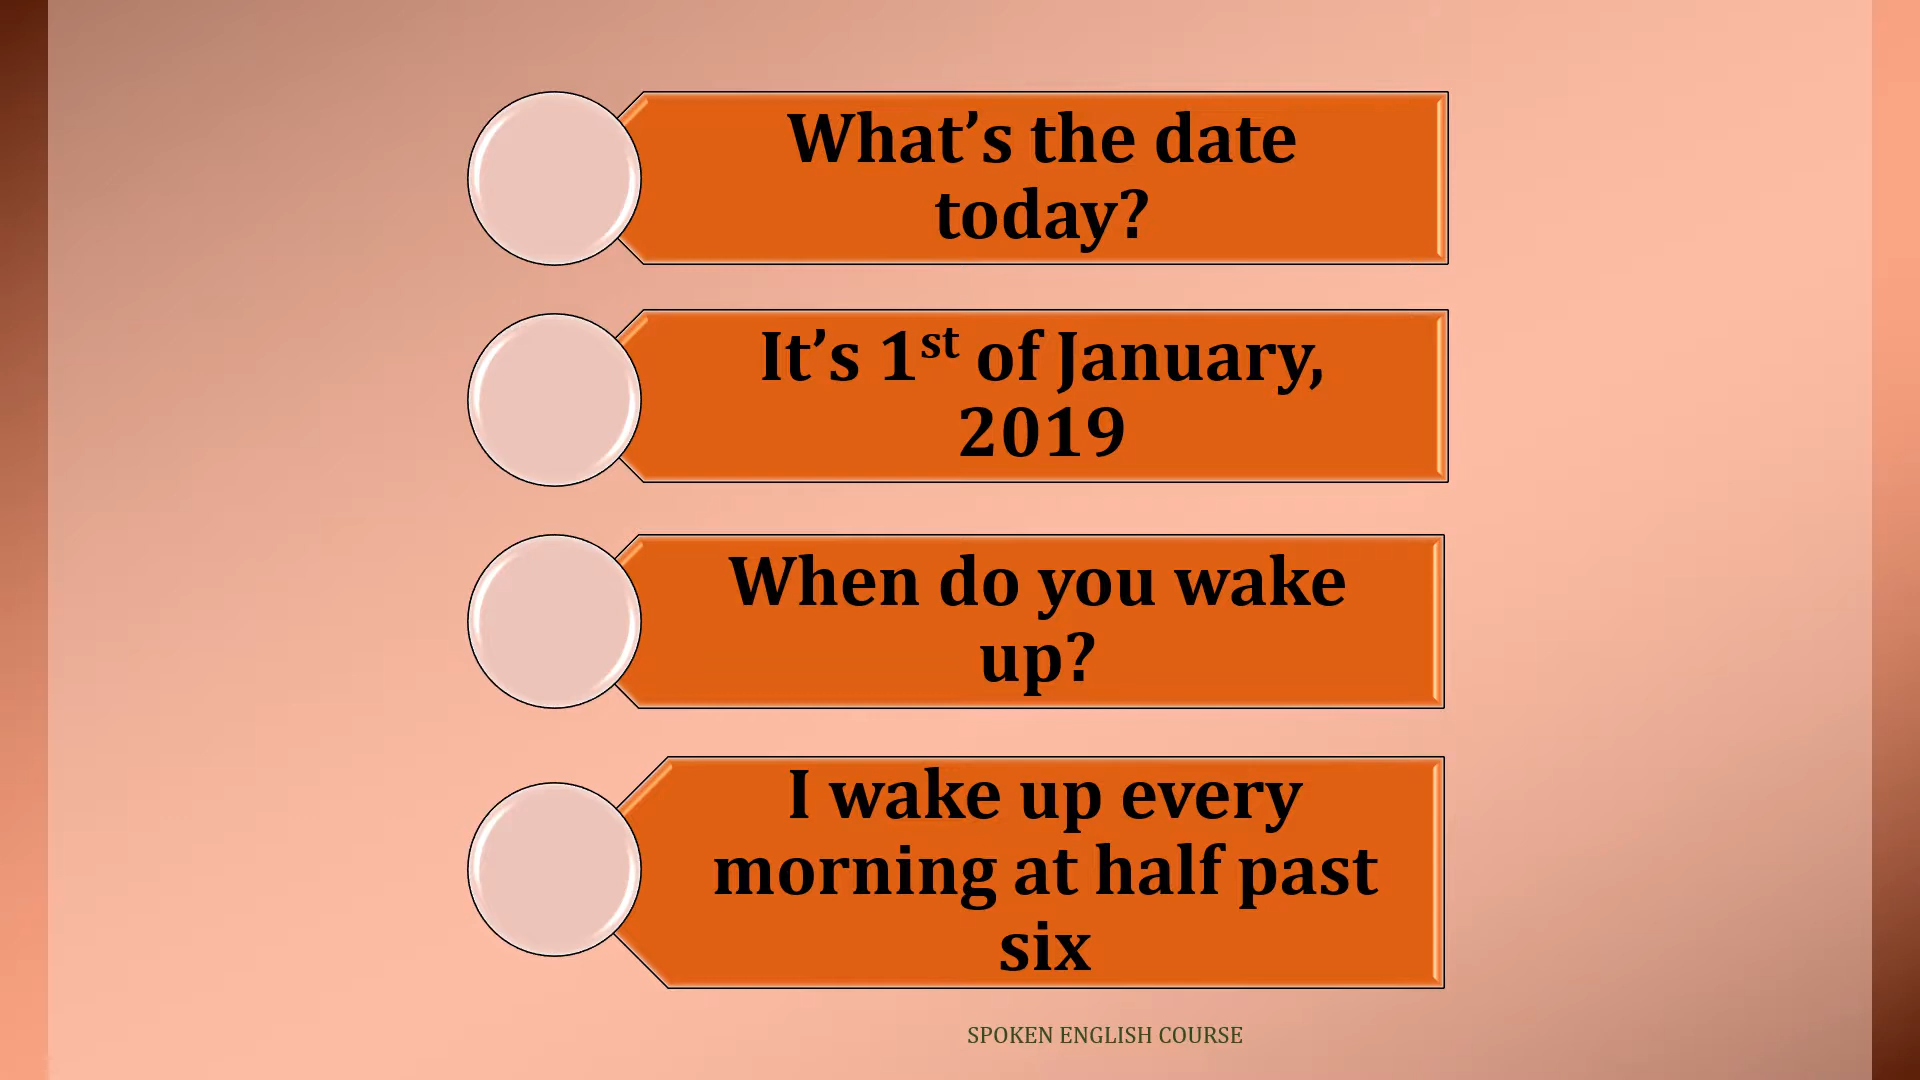 What’s the date
today?
It’s 1st of January,
2019
When do you wake
up?
I wake up every
morning at half past
six
SPOKEN ENGLISH COURSE